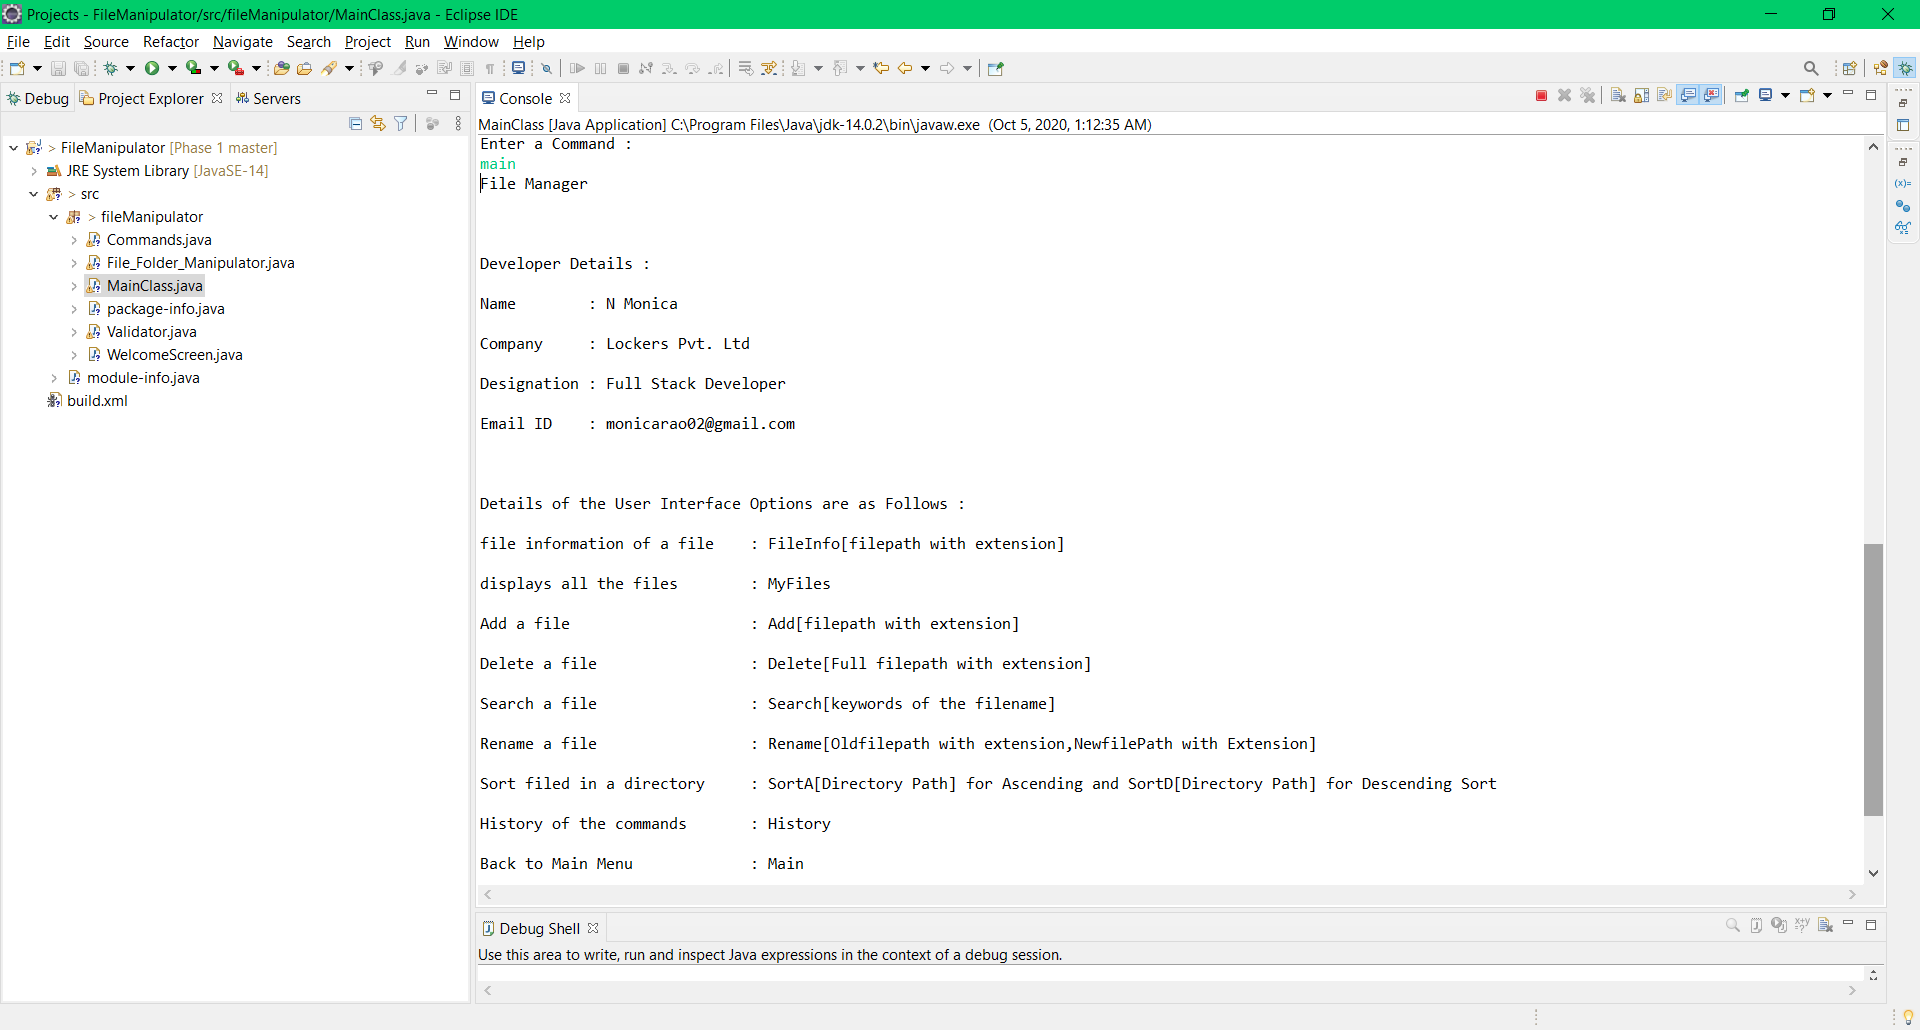 Projects - FileManipulator/src/fileManipulator/MainClass.java - Eclipse IDE
File Edit Source Refactor Navigate Search Project Run Window Help
Debug Project Explorer Servers
FileManipulator [Phase 1 master]
JRE System Library [JavaSE-14]
> src
> fileManipulator
Commands.java
File_Folder_Manipulator.java
MainClass.java
package-info.java
Validator.java
WelcomeScreen.java
module-info.java
build.xml
Console
MainClass [Java Application] C:\Program Files\Java\jdk-14.0.2\bin\javaw.exe (Oct 5, 2020, 1:12:35 AM)
Enter a Command :
main
File Manager
Developer Details :
Name : N Monica
Company : Lockers Pvt. Ltd
Designation : Full Stack Developer
Email ID : monicarao02@gmail.com
Details of the User Interface Options are as Follows :
file information of a file : FileInfo[filepath with extension]
displays all the files : MyFiles
Add a file : Add[filepath with extension]
Delete a file : Delete[Full filepath with extension]
Search a file : Search[keywords of the filename]
Rename a file : Rename[Oldfilepath with extension,NewfilePath with Extension]
Sort filed in a directory : SortA[Directory Path] for Ascending and SortD[Directory Path] for Descending Sort
History of the commands : History
Back to Main Menu : Main
Debug Shell
Use this area to write, run and inspect Java expressions in the context of a debug session.